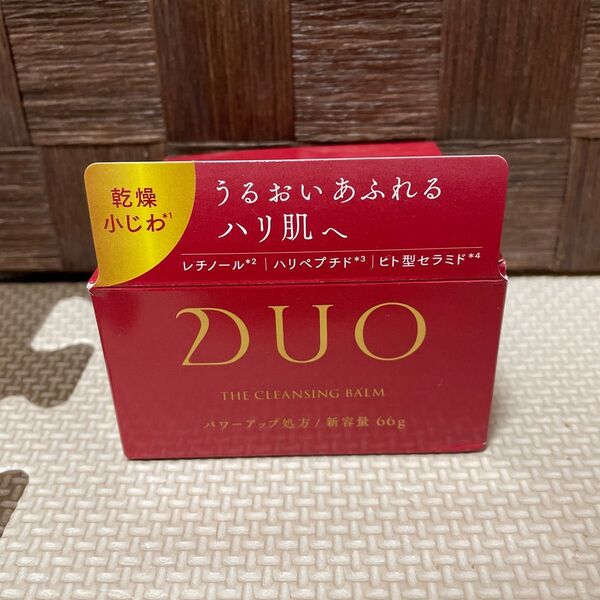 乾燥
小じわ*1
うるおいあふれる
ハリ肌へ
レチノール*2 | ハリペプチド*3 | ヒト型セラミド*4
DUO
THE CLEANSING BALM
パワーアップ処方 / 新容量 66g